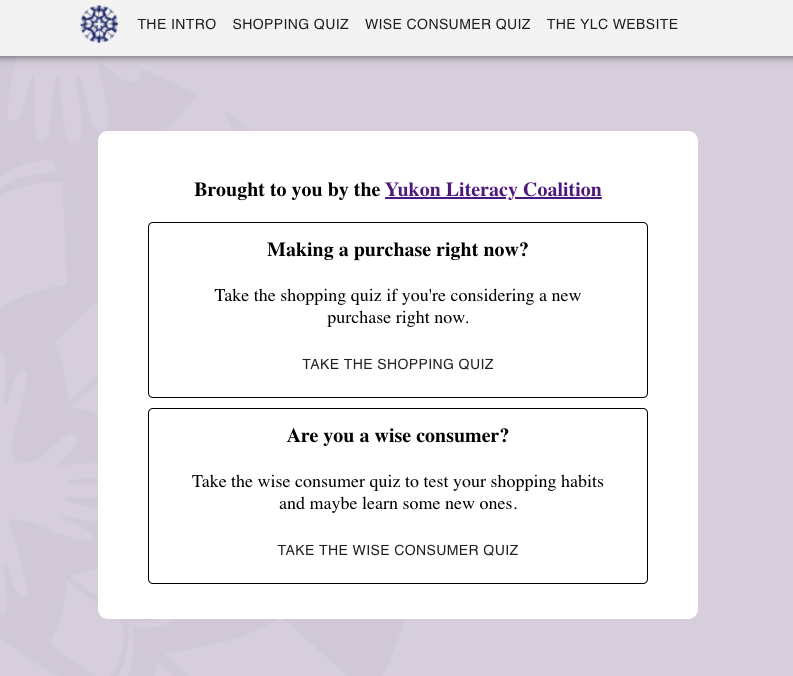 THE INTRO SHOPPING QUIZ WISE CONSUMER QUIZ THE YLC WEBSITE
Brought to you by the Yukon Literacy Coalition
Making a purchase right now?
Take the shopping quiz if you're considering a new
purchase right now.
TAKE THE SHOPPING QUIZ
Are you a wise consumer?
Take the wise consumer quiz to test your shopping habits
and maybe learn some new ones.
TAKE THE WISE CONSUMER QUIZ